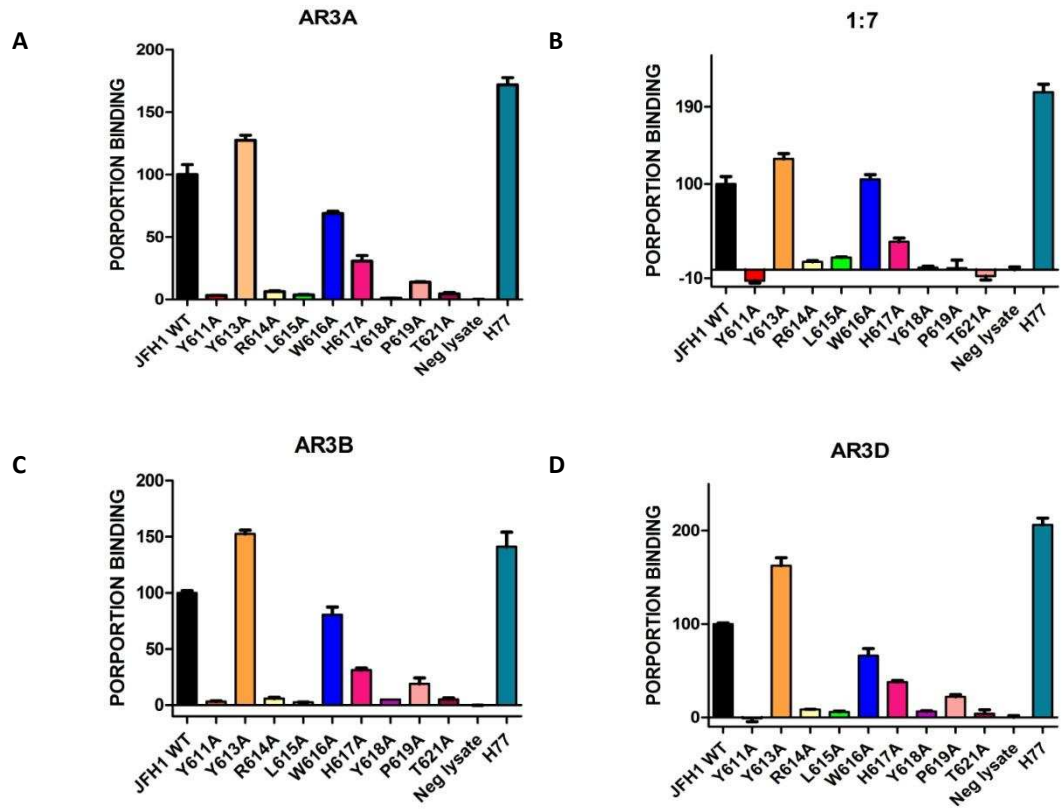 A
AR3A
PORPORTION BINDING
200
150
100
50
0
JFH1 WT
Y611A
Y613A
R614A
L615A
W616A
H617A
Y618A
P619A
T621A
Neg lysate
H77
B
1:7
PORPORTION BINDING
190
100
-10
JFH1 WT
Y611A
Y613A
R614A
L615A
W616A
H617A
Y618A
P619A
T621A
Neg lysate
H77
C
AR3B
PORPORTION BINDING
200
150
100
50
0
JFH1 WT
Y611A
Y613A
R614A
L615A
W616A
H617A
Y618A
P619A
T621A
Neg lysate
H77
D
AR3D
PORPORTION BINDING
200
100
0
JFH1 WT
Y611A
Y613A
R614A
L615A
W616A
H617A
Y618A
P619A
T621A
Neg lysate
H77